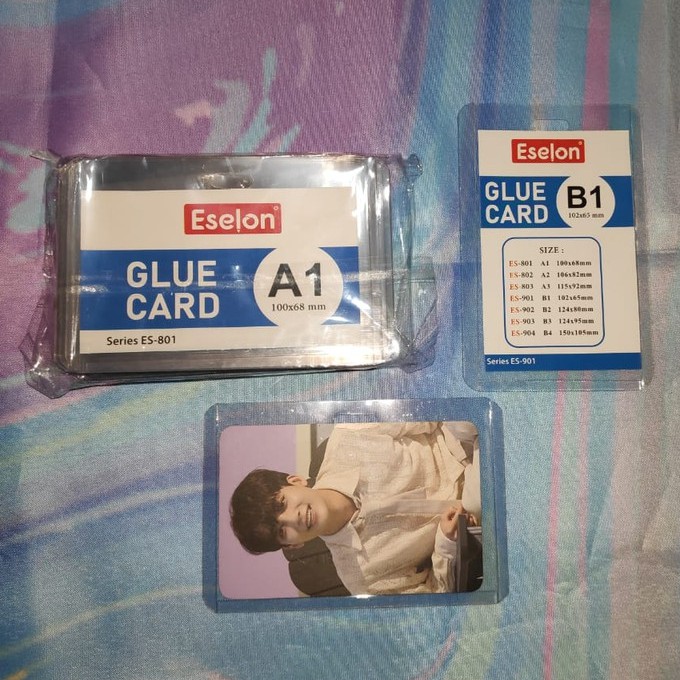 Eselon
GLUE
CARD
A1
100x68 mm
Series ES-801
Eselon
GLUE
CARD
B1
102x65 mm
SIZE :
ES-801 A1 100x68mm
ES-802 A2 106x82mm
ES-803 A3 115x92mm
ES-901 B1 102x65mm
ES-902 B2 124x80mm
ES-903 B3 124x95mm
ES-904 B4 150x105mm
Series ES-901